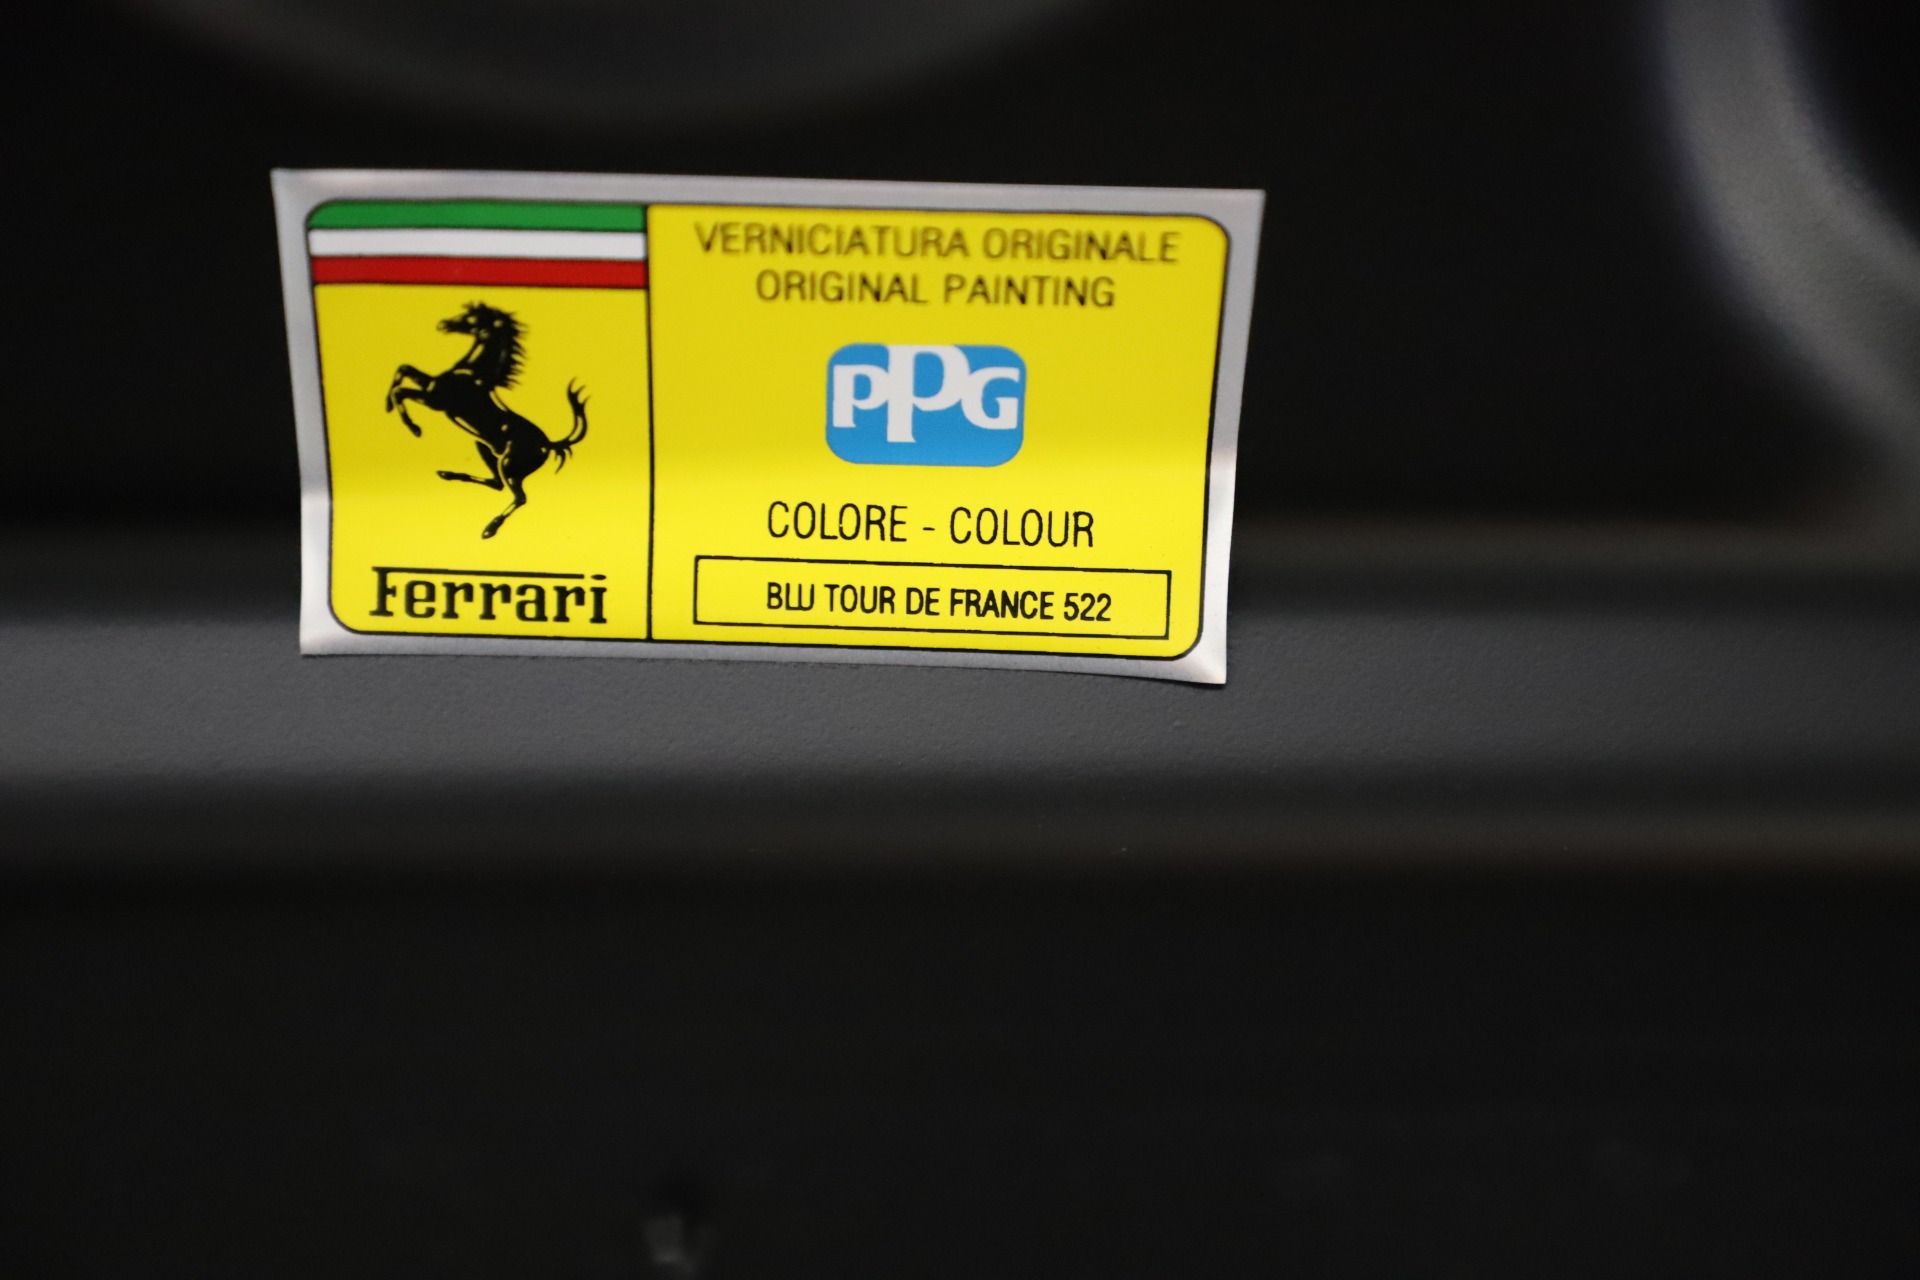 VERNICIATURA ORIGINALE
ORIGINAL PAINTING
PPG
COLORE - COLOUR
BLU TOUR DE FRANCE 522
Ferrari